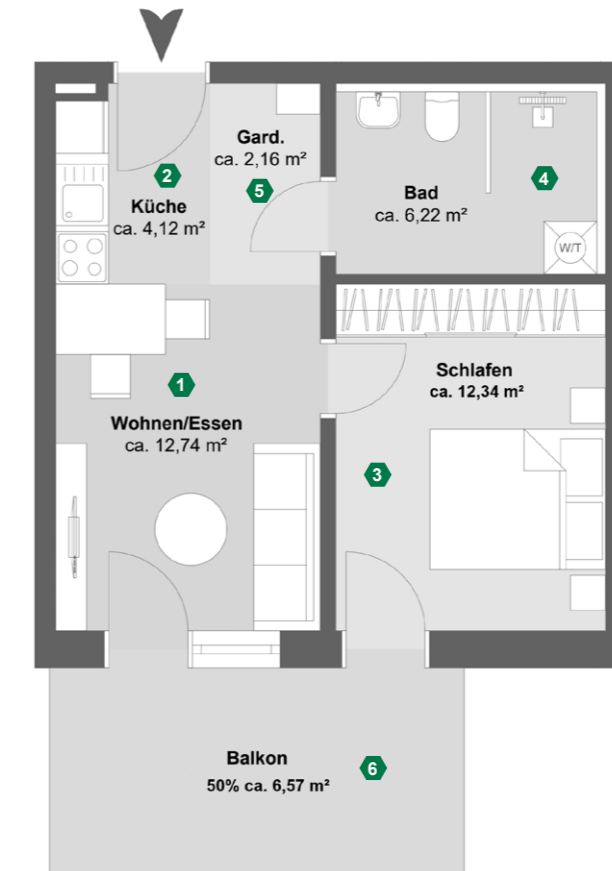 Gard.
ca. 2,16 m²
5
2
Küche
ca. 4,12 m²
Bad
ca. 6,22 m²
4
W/T
1
Wohnen/Essen
ca. 12,74 m²
Schlafen
ca. 12,34 m²
3
Balkon
50% ca. 6,57 m²
6